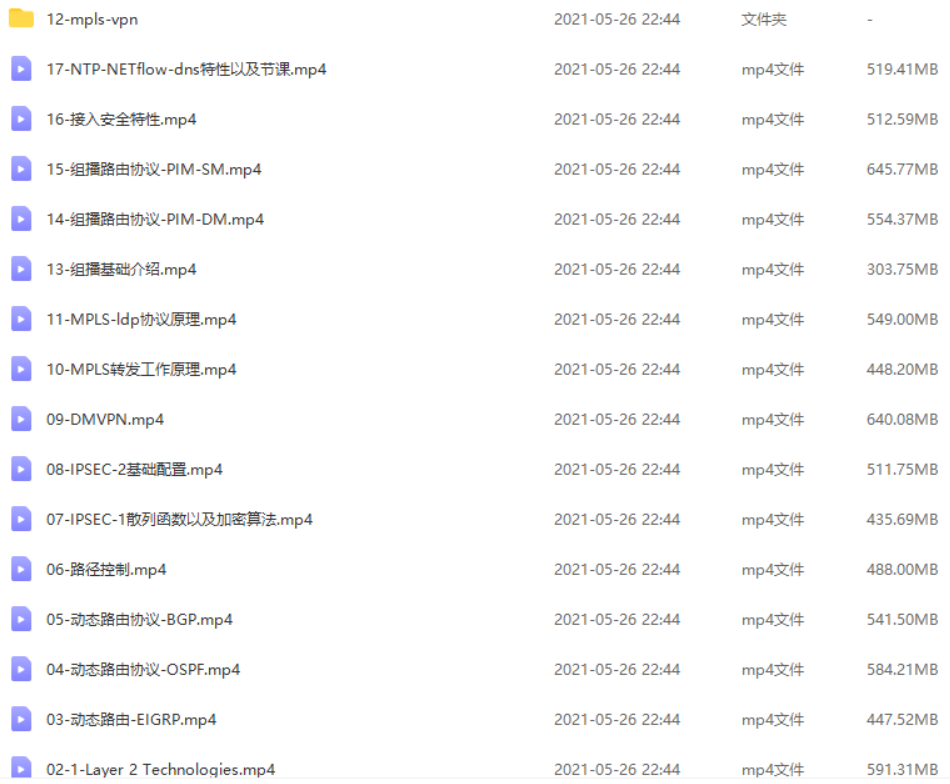 12-mpls-vpn 2021-05-26 22:44 文件夹 -
17-NTP-NETflow-dns特性以及节课.mp4 2021-05-26 22:44 mp4文件 519.41MB
16-接入安全特性.mp4 2021-05-26 22:44 mp4文件 512.59MB
15-组播路由协议-PIM-SM.mp4 2021-05-26 22:44 mp4文件 645.77MB
14-组播路由协议-PIM-DM.mp4 2021-05-26 22:44 mp4文件 554.37MB
13-组播基础介绍.mp4 2021-05-26 22:44 mp4文件 303.75MB
11-MPLS-ldp协议原理.mp4 2021-05-26 22:44 mp4文件 549.00MB
10-MPLS转发工作原理.mp4 2021-05-26 22:44 mp4文件 448.20MB
09-DMVPN.mp4 2021-05-26 22:44 mp4文件 640.08MB
08-IPSEC-2基础配置.mp4 2021-05-26 22:44 mp4文件 511.75MB
07-IPSEC-1散列函数以及加密算法.mp4 2021-05-26 22:44 mp4文件 435.69MB
06-路径控制.mp4 2021-05-26 22:44 mp4文件 488.00MB
05-动态路由协议-BGP.mp4 2021-05-26 22:44 mp4文件 541.50MB
04-动态路由协议-OSPF.mp4 2021-05-26 22:44 mp4文件 584.21MB
03-动态路由-EIGRP.mp4 2021-05-26 22:44 mp4文件 447.52MB
02-1-Layer 2 Technologies.mp4 2021-05-26 22:44 mp4文件 591.31MB